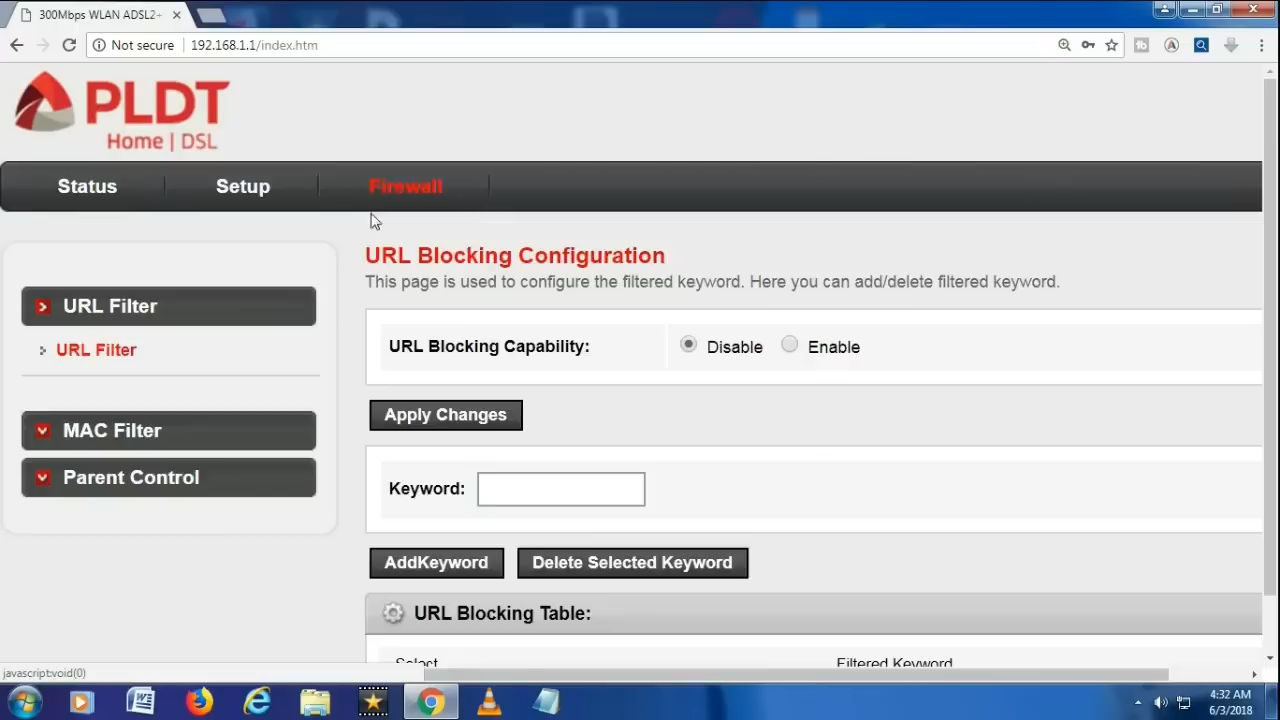 300Mbps WLAN ADSL2+
Not secure | 192.168.1.1/index.htm
PLDT
Home | DSL
Status
Setup
Firewall
URL Blocking Configuration
This page is used to configure the filtered keyword. Here you can add/delete filtered keyword.
URL Filter
URL Filter
MAC Filter
Parent Control
URL Blocking Capability:
Disable
Enable
Apply Changes
Keyword:
AddKeyword
Delete Selected Keyword
URL Blocking Table:
Select
Filtered Keyword
javascript:void(0)
4:32 AM
6/3/2018